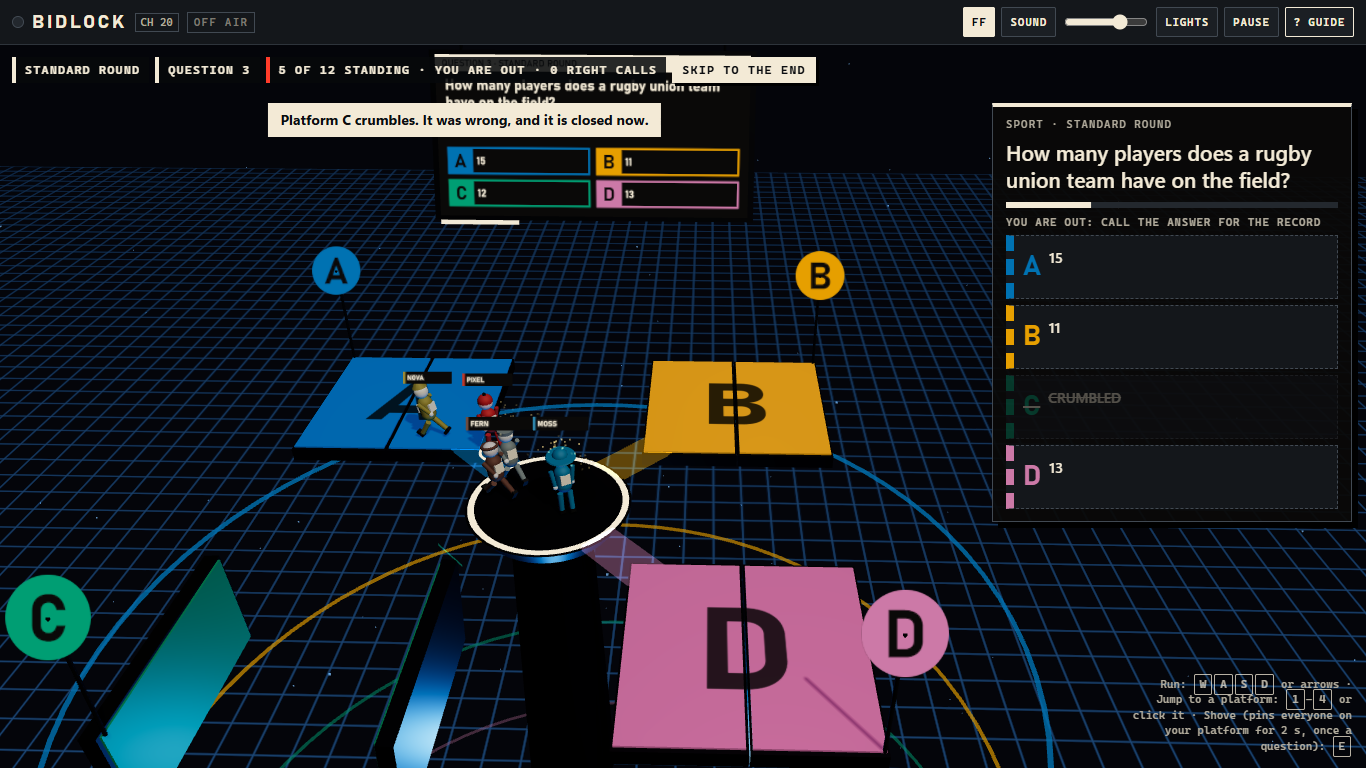 BIDLOCK CH 20 OFF AIR FF SOUND LIGHTS PAUSE ? GUIDE
STANDARD ROUND QUESTION 3 5 OF 12 STANDING · YOU ARE OUT · 0 RIGHT CALLS SKIP TO THE END
How many players does a rugby union team
have on the field?
Platform C crumbles. It was wrong, and it is closed now.
A 15 B 11
C 12 D 13
SPORT · STANDARD ROUND
How many players does a rugby
union team have on the field?
YOU ARE OUT: CALL THE ANSWER FOR THE RECORD
A 15
B 11
C CRUMBLED
D 13
A
B
NOVA PIXEL
A B
FERN MOSS
C
D
D
Run: W A S D or arrows ·
Jump to a platform: 1 - 4 or
click it · Shove (pins everyone on
your platform for 2 s, once a
question): E